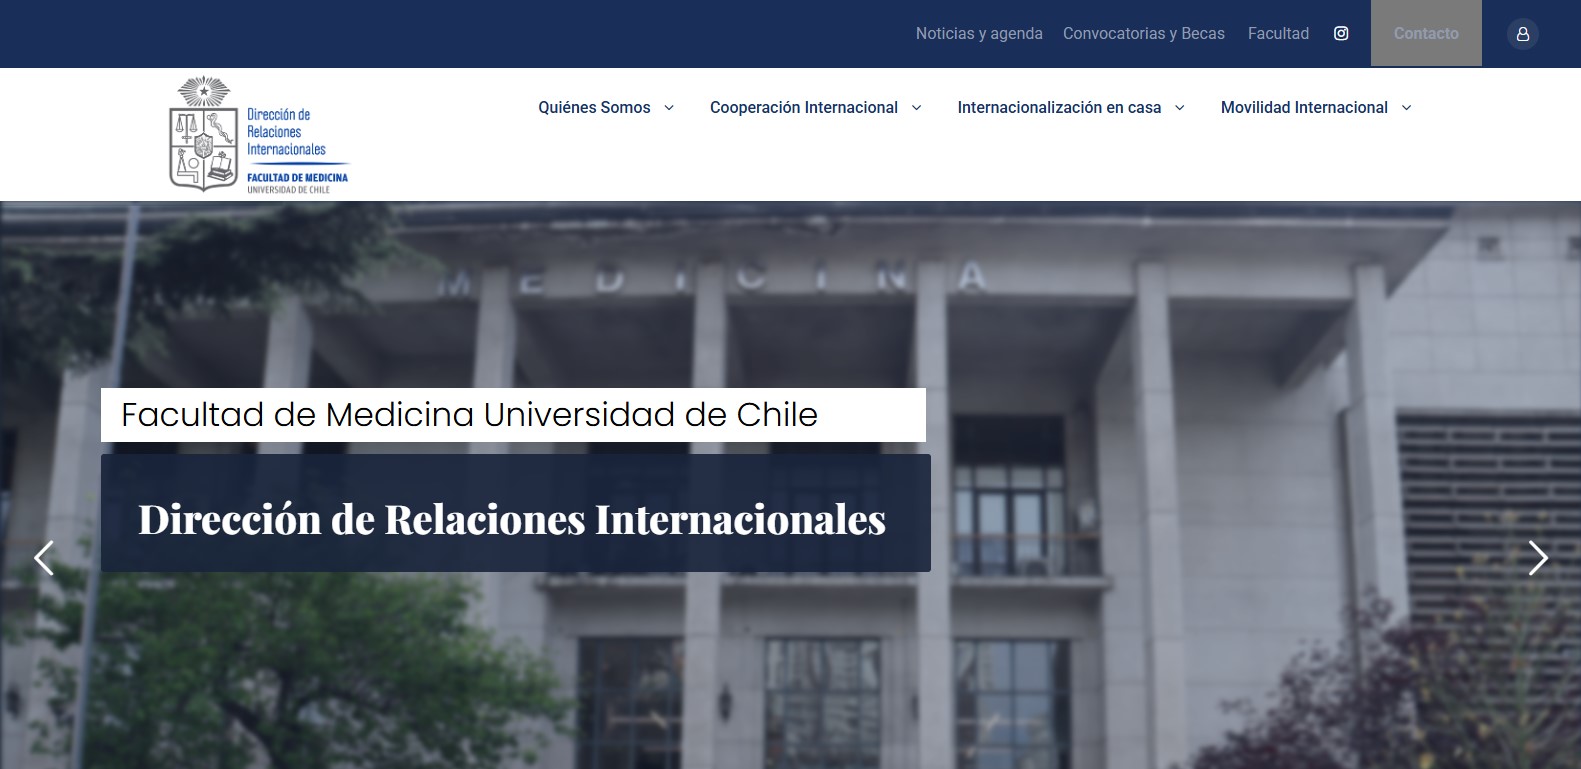 Noticias y agenda Convocatorias y Becas Facultad Contacto
Quiénes Somos Cooperación Internacional Internacionalización en casa Movilidad Internacional
Dirección de
Relaciones
Internacionales
FACULTAD DE MEDICINA
UNIVERSIDAD DE CHILE
MEDICINA
Facultad de Medicina Universidad de Chile
Dirección de Relaciones Internacionales